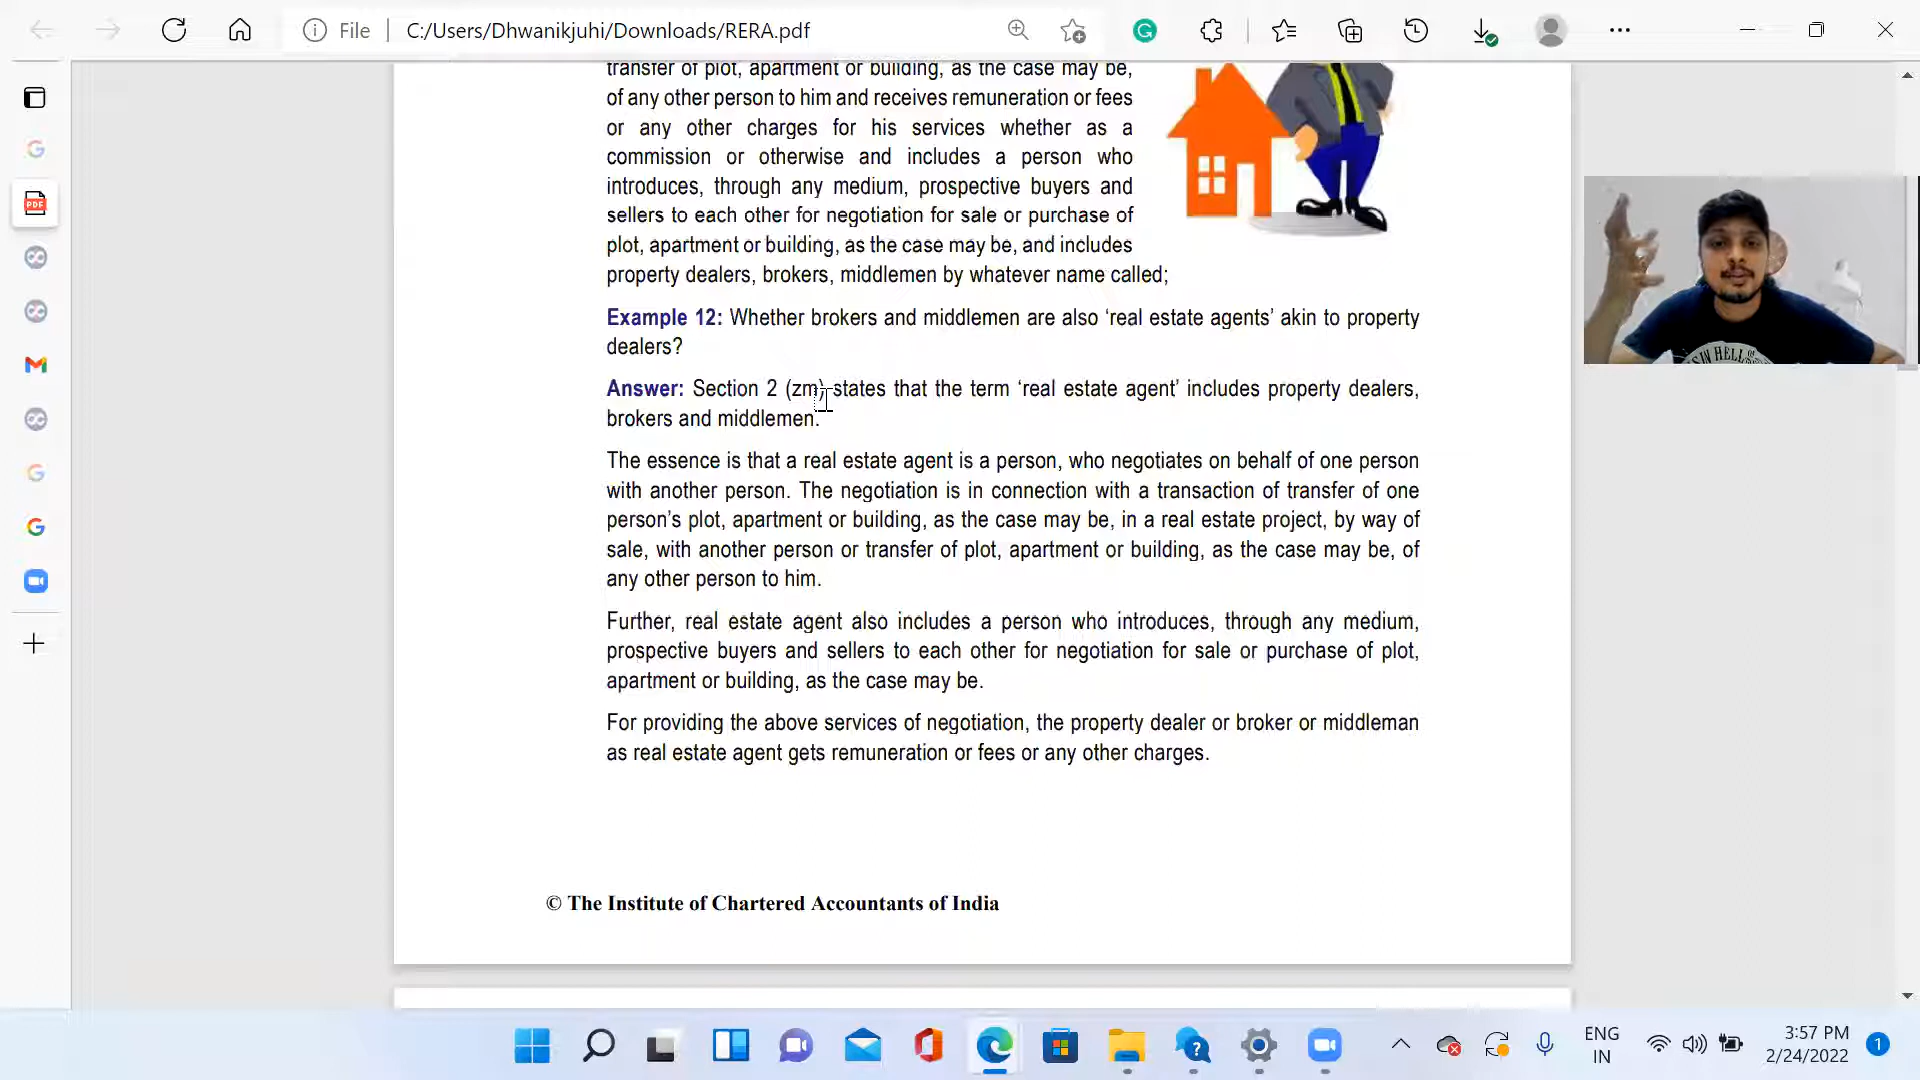 File
C:/Users/Dhwanikjuhi/Downloads/RERA.pdf
transfer of plot, apartment or building, as the case may be,
of any other person to him and receives remuneration or fees
or any other charges for his services whether as a
commission or otherwise and includes a person who
introduces, through any medium, prospective buyers and
sellers to each other for negotiation for sale or purchase of
plot, apartment or building, as the case may be, and includes
property dealers, brokers, middlemen by whatever name called;
Example 12: Whether brokers and middlemen are also ‘real estate agents’ akin to property
dealers?
Answer: Section 2 (zm) states that the term ‘real estate agent’ includes property dealers,
brokers and middlemen.
The essence is that a real estate agent is a person, who negotiates on behalf of one person
with another person. The negotiation is in connection with a transaction of transfer of one
person’s plot, apartment or building, as the case may be, in a real estate project, by way of
sale, with another person or transfer of plot, apartment or building, as the case may be, of
any other person to him.
Further, real estate agent also includes a person who introduces, through any medium,
prospective buyers and sellers to each other for negotiation for sale or purchase of plot,
apartment or building, as the case may be.
For providing the above services of negotiation, the property dealer or broker or middleman
as real estate agent gets remuneration or fees or any other charges.
© The Institute of Chartered Accountants of India
PDF
IN HELL
ENG
IN
3:57 PM
2/24/2022
1